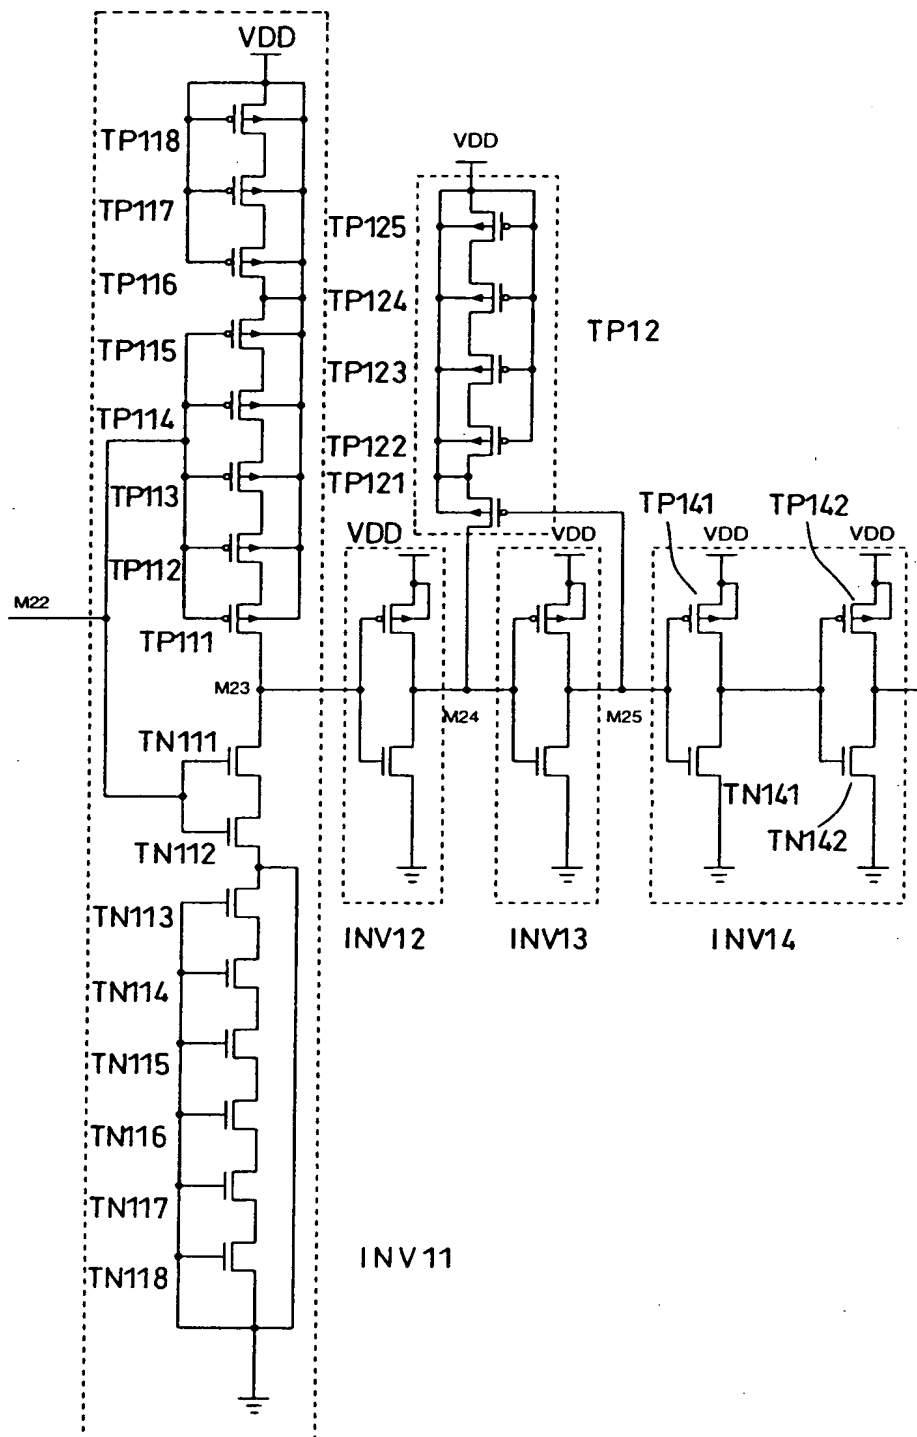 VDD
TP118
TP117
TP116
TP115
TP114
TP113
TP112
TP111
M22
M23
TN111
TN112
TN113
TN114
TN115
TN116
TN117
TN118
INV11
VDD
TP125
TP124
TP123
TP122
TP121
TP12
VDD
M24
INV12
VDD
M25
INV13
TP141
TP142
VDD
VDD
TN141
TN142
INV14